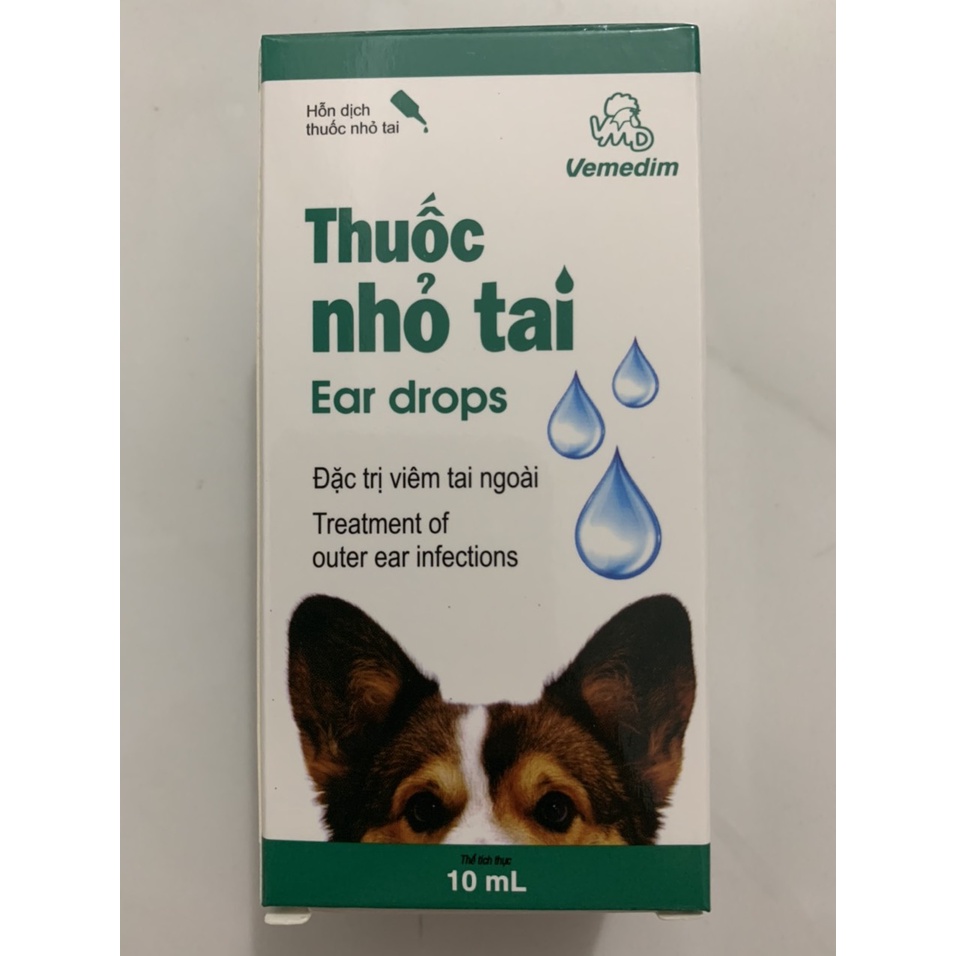 Hỗn dịch
thuốc nhỏ tai
VMD
Vemedim
Thuốc
nhỏ tai
Ear drops
Đặc trị viêm tai ngoài
Treatment of
outer ear infections
Thể tích thực
10 mL